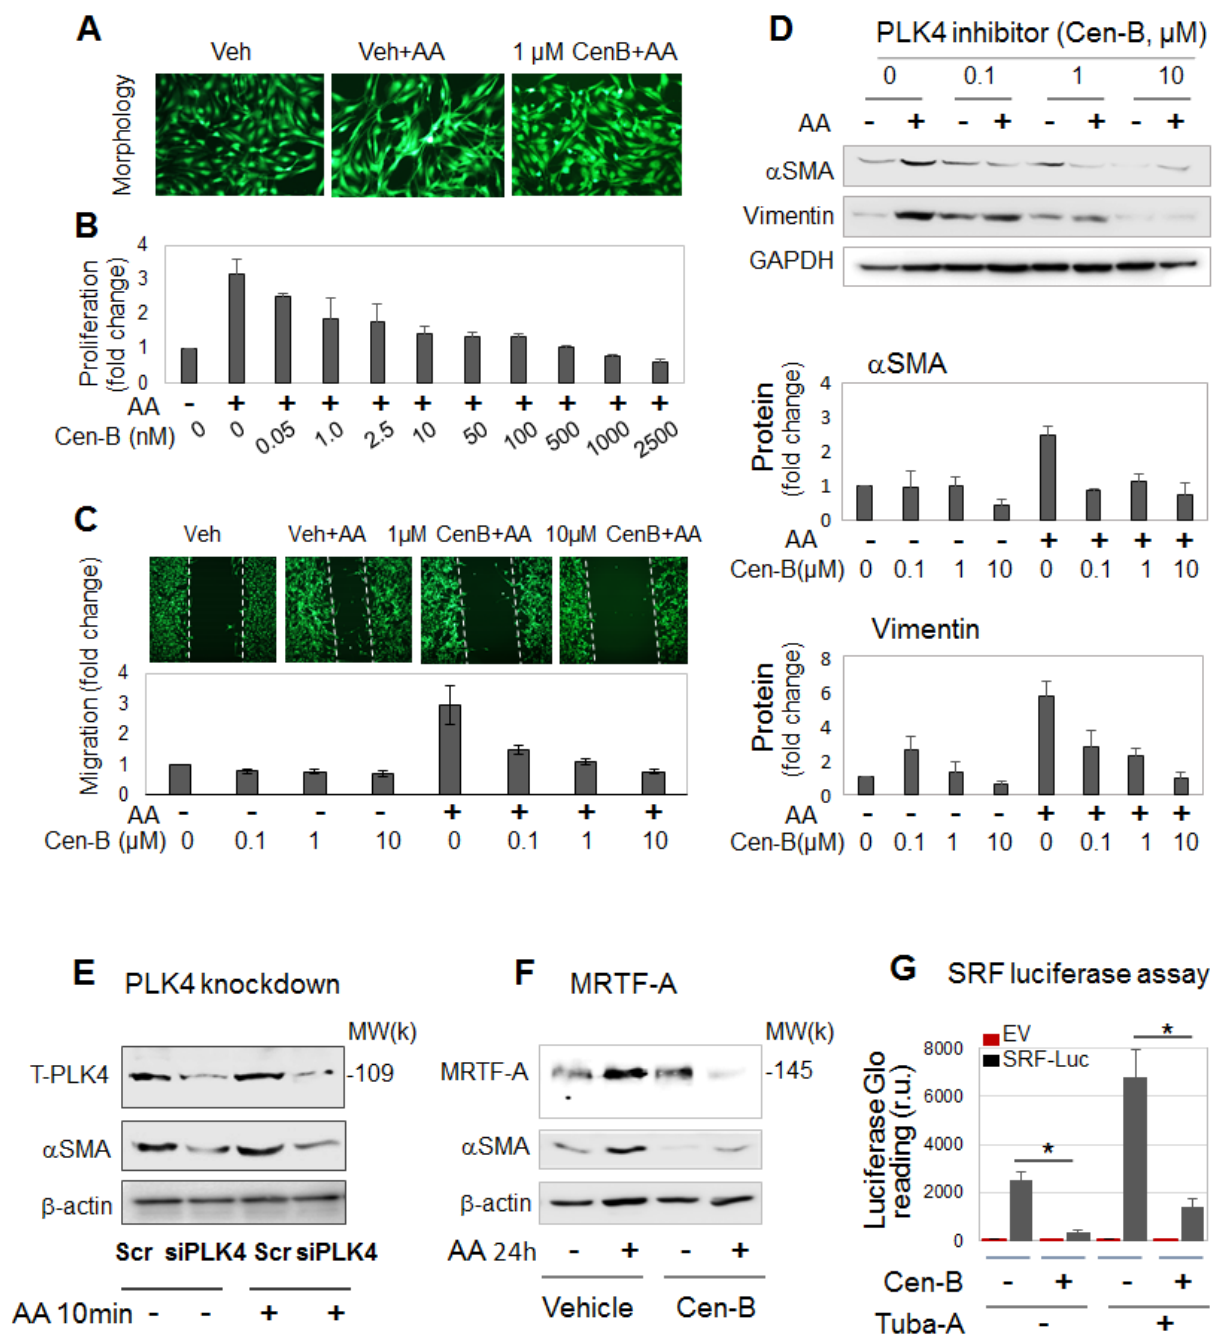 A
Veh
Veh+AA
1 µM CenB+AA
Morphology
B
Proliferation
(fold change)
4
3
2
1
0
AA - + + + + + + + + + +
Cen-B (nM) 0 0 0.05 1.0 2.5 10 50 100 500 1000 2500
C
Veh
Veh+AA
1µM CenB+AA
10µM CenB+AA
Migration (fold change)
4
3
2
1
0
AA - - - - + + + +
Cen-B (µM) 0 0.1 1 10 0 0.1 1 10
D
PLK4 inhibitor (Cen-B, µM)
0 0.1 1 10
AA - + - + - + - +
αSMA
Vimentin
GAPDH
αSMA
Protein
(fold change)
4
3
2
1
0
AA - - - - + + + +
Cen-B(µM) 0 0.1 1 10 0 0.1 1 10
Vimentin
Protein
(fold change)
8
6
4
2
0
AA - - - - + + + +
Cen-B(µM) 0 0.1 1 10 0 0.1 1 10
E
PLK4 knockdown
MW(k)
T-PLK4
-109
αSMA
β-actin
Scr siPLK4 Scr siPLK4
AA 10min - - + +
F
MRTF-A
MW(k)
MRTF-A
-145
αSMA
β-actin
AA 24h - + - +
Vehicle Cen-B
G
SRF luciferase assay
EV
SRF-Luc
Luciferase Glo
reading (r.u.)
8000
6000
4000
2000
0
*
*
Cen-B - + - +
Tuba-A - +